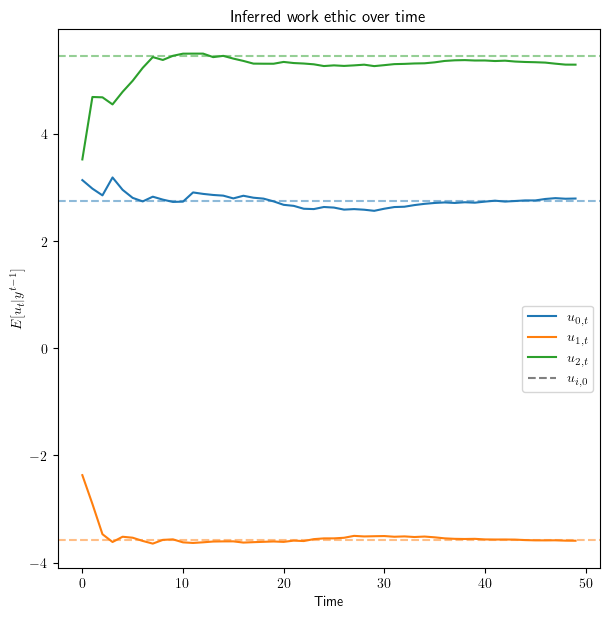 Inferred work ethic over time
E[u_t|y^{t−1}]
4
2
0
−2
−4
u_{0,t}
u_{1,t}
u_{2,t}
u_{i,0}
0 10 20 30 40 50
Time